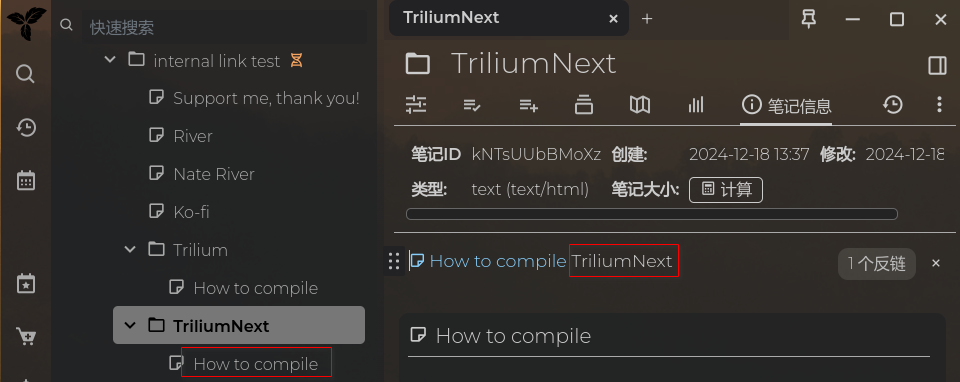 快速搜索
internal link test
Support me, thank you!
River
Nate River
Ko-fi
Trilium
How to compile
TriliumNext
How to compile
TriliumNext
TriliumNext
笔记信息
笔记ID kNTsUUbBMoXz 创建: 2024-12-18 13:37 修改: 2024-12-18
类型: text (text/html) 笔记大小: 计算
How to compile TriliumNext
1 个反链
How to compile